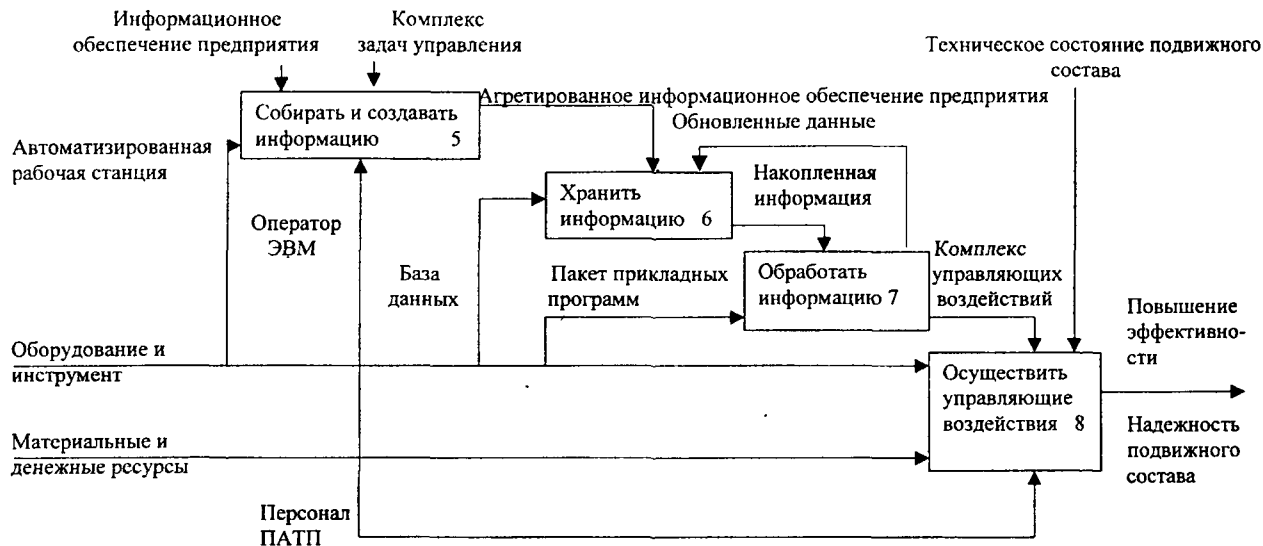 Информационное
обеспечение предприятия
Комплекс
задач управления
Техническое состояние подвижного
состава
Собирать и создавать
информацию 5
Агретированное информационное обеспечение предприятия
Обновленные данные
Автоматизированная
рабочая станция
Хранить
информацию 6
Накопленная
информация
Оператор
ЭВМ
База
данных
Пакет прикладных
программ
Обработать
информацию 7
Комплекс
управляющих
воздействий
Повышение
эффективно-
сти
Оборудование и
инструмент
Осуществить
управляющие
воздействия 8
Материальные и
денежные ресурсы
Надежность
подвижного
состава
Персонал
ПАТП